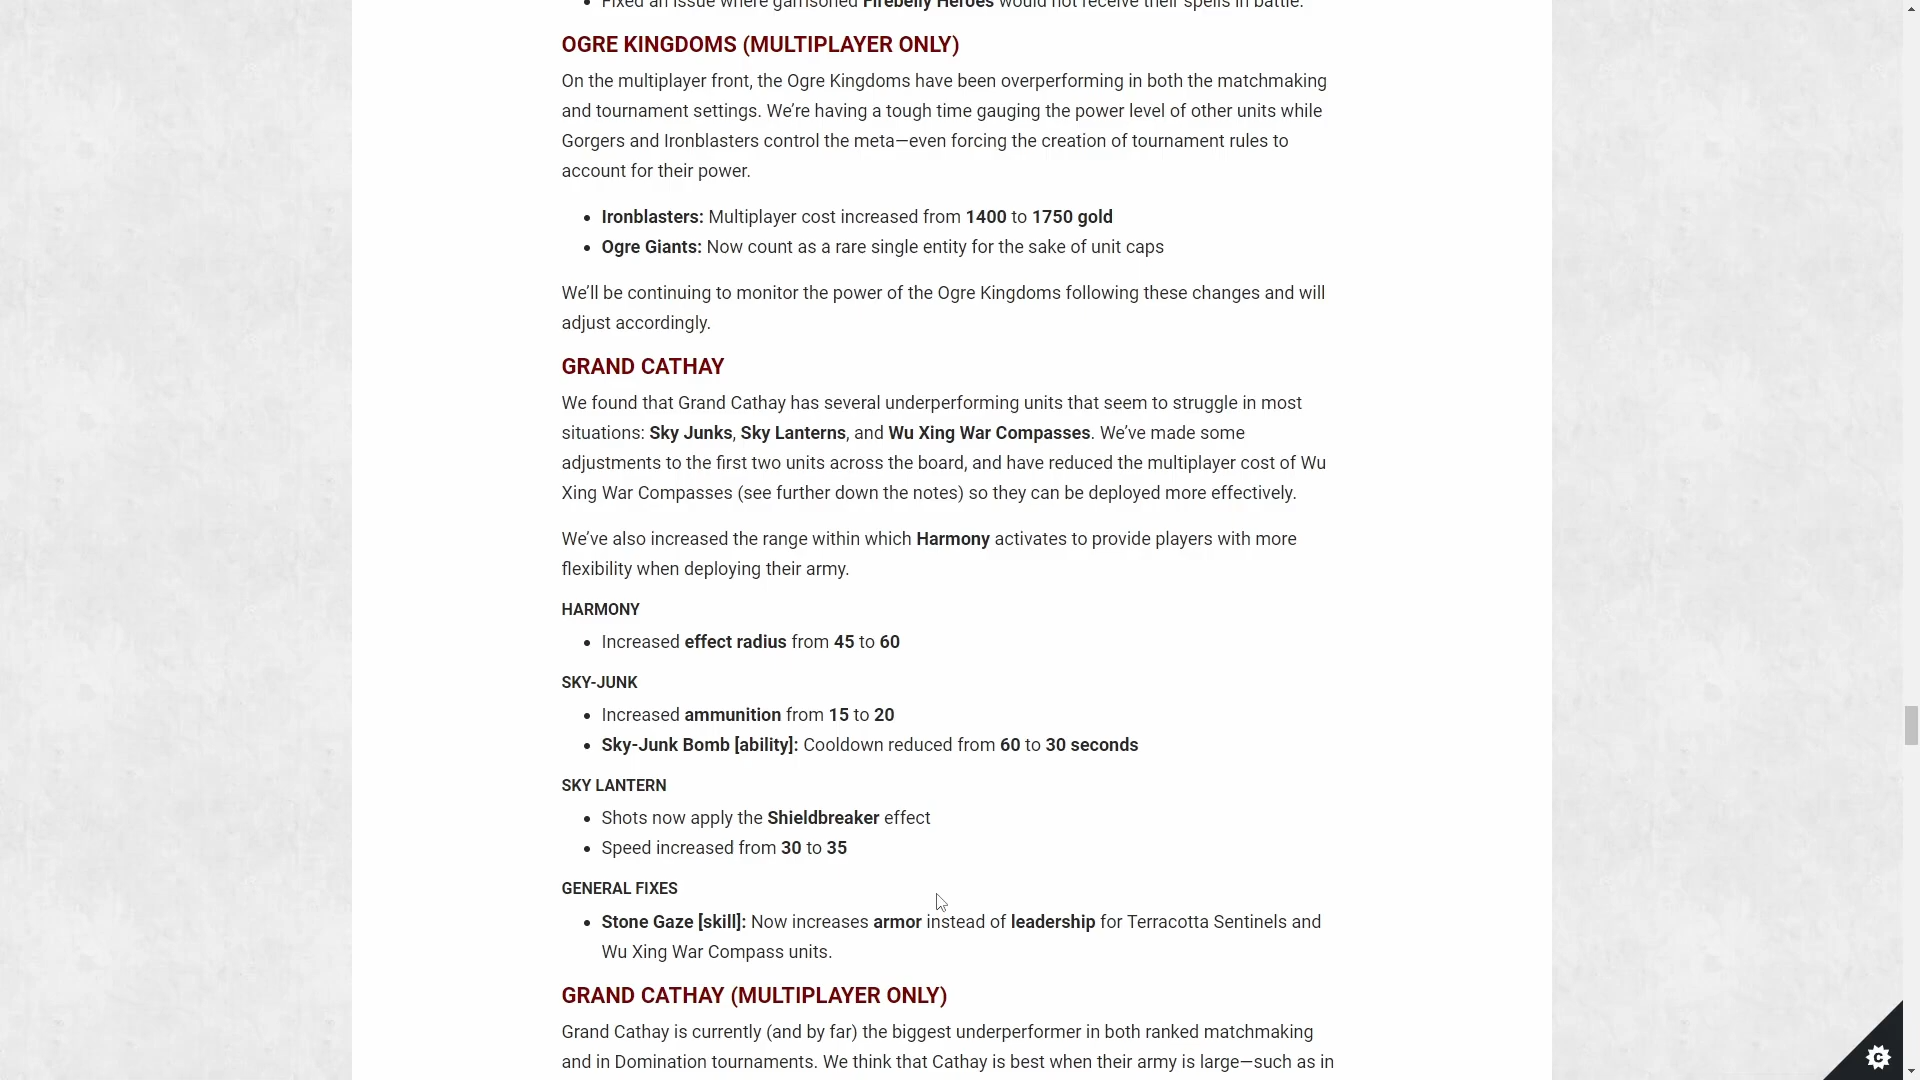 Fixed an issue where garrisoned Firebelly Heroes would not receive their spells in battle.
OGRE KINGDOMS (MULTIPLAYER ONLY)
On the multiplayer front, the Ogre Kingdoms have been overperforming in both the matchmaking
and tournament settings. We’re having a tough time gauging the power level of other units while
Gorgers and Ironblasters control the meta—even forcing the creation of tournament rules to
account for their power.
• Ironblasters: Multiplayer cost increased from 1400 to 1750 gold
• Ogre Giants: Now count as a rare single entity for the sake of unit caps
We’ll be continuing to monitor the power of the Ogre Kingdoms following these changes and will
adjust accordingly.
GRAND CATHAY
We found that Grand Cathay has several underperforming units that seem to struggle in most
situations: Sky Junks, Sky Lanterns, and Wu Xing War Compasses. We’ve made some
adjustments to the first two units across the board, and have reduced the multiplayer cost of Wu
Xing War Compasses (see further down the notes) so they can be deployed more effectively.
We’ve also increased the range within which Harmony activates to provide players with more
flexibility when deploying their army.
HARMONY
• Increased effect radius from 45 to 60
SKY-JUNK
• Increased ammunition from 15 to 20
• Sky-Junk Bomb [ability]: Cooldown reduced from 60 to 30 seconds
SKY LANTERN
• Shots now apply the Shieldbreaker effect
• Speed increased from 30 to 35
GENERAL FIXES
• Stone Gaze [skill]: Now increases armor instead of leadership for Terracotta Sentinels and
Wu Xing War Compass units.
GRAND CATHAY (MULTIPLAYER ONLY)
Grand Cathay is currently (and by far) the biggest underperformer in both ranked matchmaking
and in Domination tournaments. We think that Cathay is best when their army is large—such as in